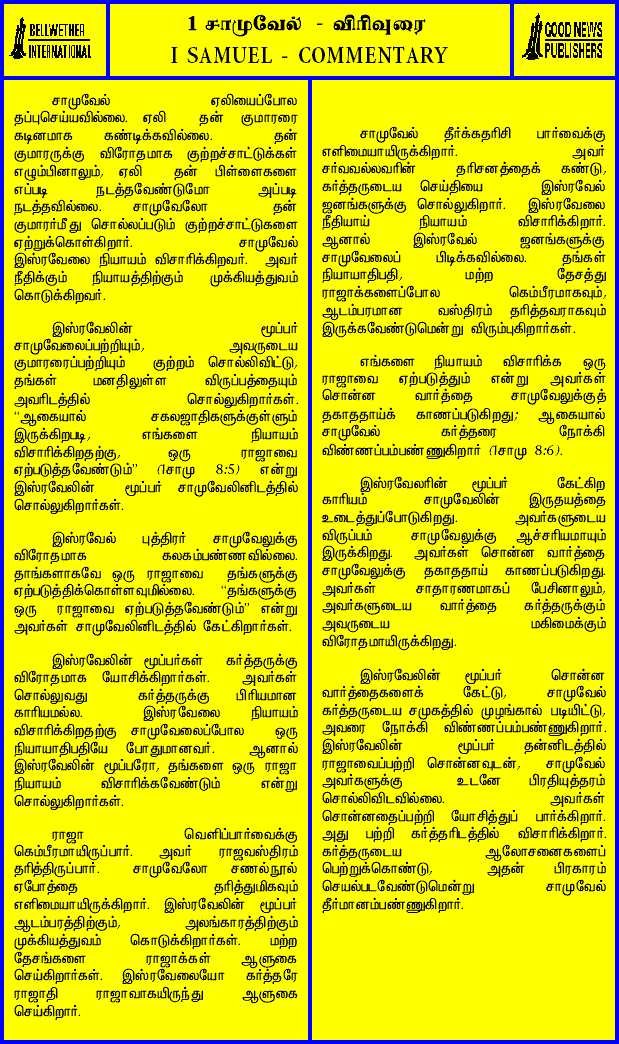 BELLWETHER
INTERNATIONAL
1 சாமுவேல் - விரிவுரை
I SAMUEL - COMMENTARY
GOOD NEWS
PUBLISHERS
சாமுவேல் ஏலியைப்போல
தப்புசெய்யவில்லை. ஏலி தன் குமாரரை
கடினமாக கண்டிக்கவில்லை. தன்
குமாரருக்கு விரோதமாக குற்றச்சாட்டுக்கள்
எழும்பினாலும், ஏலி தன் பிள்ளைகளை
எப்படி நடத்தவேண்டுமோ அப்படி
நடத்தவில்லை. சாமுவேலோ தன்
குமாரர்மீது சொல்லப்படும் குற்றச்சாட்டுகளை
ஏற்றுக்கொள்கிறார். சாமுவேல்
இஸ்ரவேலை நியாயம் விசாரிக்கிறவர். அவர்
நீதிக்கும் நியாயத்திற்கும் முக்கியத்துவம்
கொடுக்கிறவர்.
இஸ்ரவேலின் மூப்பர்
சாமுவேலைப்பற்றியும், அவருடைய
குமாரரைப்பற்றியும் குற்றம் சொல்லிவிட்டு,
தங்கள் மனதிலுள்ள விருப்பத்தையும்
அவரிடத்தில் சொல்லுகிறார்கள்.
“ஆகையால் சகலஜாதிகளுக்குள்ளும்
இருக்கிறபடி, எங்களை நியாயம்
விசாரிக்கிறதற்கு, ஒரு ராஜாவை
ஏற்படுத்தவேண்டும்” (1சாமு 8:5) என்று
இஸ்ரவேலின் மூப்பர் சாமுவேலினிடத்தில்
சொல்லுகிறார்கள்.
இஸ்ரவேல் புத்திரர் சாமுவேலுக்கு
விரோதமாக கலகம்பண்ணவில்லை.
தாங்களாகவே ஒரு ராஜாவை தங்களுக்கு
ஏற்படுத்திக்கொள்ளவுமில்லை. “தங்களுக்கு
ஒரு ராஜாவை ஏற்படுத்தவேண்டும்” என்று
அவர்கள் சாமுவேலினிடத்தில் கேட்கிறார்கள்.
இஸ்ரவேலின் மூப்பர்கள் கர்த்தருக்கு
விரோதமாக யோசிக்கிறார்கள். அவர்கள்
சொல்லுவது கர்த்தருக்கு பிரியமான
காரியமல்ல. இஸ்ரவேலை நியாயம்
விசாரிக்கிறதற்கு சாமுவேலைப்போல ஒரு
நியாயாதிபதியே போதுமானவர். ஆனால்
இஸ்ரவேலின் மூப்பரோ, தங்களை ஒரு ராஜா
நியாயம் விசாரிக்கவேண்டும் என்று
சொல்லுகிறார்கள்.
ராஜா வெளிப்பார்வைக்கு
கெம்பீரமாயிருப்பார். அவர் ராஜவஸ்திரம்
தரித்திருப்பார். சாமுவேலோ சணல்நூல்
ஏபோத்தை தரித்துமிகவும்
எளிமையாயிருக்கிறார். இஸ்ரவேலின் மூப்பர்
ஆடம்பரத்திற்கும், அலங்காரத்திற்கும்
முக்கியத்துவம் கொடுக்கிறார்கள். மற்ற
தேசங்களை ராஜாக்கள் ஆளுகை
செய்கிறார்கள். இஸ்ரவேலையோ கர்த்தரே
ராஜாதி ராஜாவாகயிருந்து ஆளுகை
செய்கிறார்.
சாமுவேல் தீர்க்கதரிசி பார்வைக்கு
எளிமையாயிருக்கிறார். அவர்
சர்வவல்லவரின் தரிசனத்தைக் கண்டு,
கர்த்தருடைய செய்தியை இஸ்ரவேல்
ஜனங்களுக்கு சொல்லுகிறார். இஸ்ரவேலை
நீதியாய் நியாயம் விசாரிக்கிறார்.
ஆனால் இஸ்ரவேல் ஜனங்களுக்கு
சாமுவேலைப் பிடிக்கவில்லை. தங்கள்
நியாயாதிபதி, மற்ற தேசத்து
ராஜாக்களைப்போல கெம்பீரமாகவும்,
ஆடம்பரமான வஸ்திரம் தரித்தவராகவும்
இருக்கவேண்டுமென்று விரும்புகிறார்கள்.
எங்களை நியாயம் விசாரிக்க ஒரு
ராஜாவை ஏற்படுத்தும் என்று அவர்கள்
சொன்ன வார்த்தை சாமுவேலுக்குத்
தகாததாய்க் காணப்படுகிறது; ஆகையால்
சாமுவேல் கர்த்தரை நோக்கி
விண்ணப்பம்பண்ணுகிறார் (1சாமு 8:6).
இஸ்ரவேலரின் மூப்பர் கேட்கிற
காரியம் சாமுவேலின் இருதயத்தை
உடைத்துப்போடுகிறது. அவர்களுடைய
விருப்பம் சாமுவேலுக்கு ஆச்சரியமாயும்
இருக்கிறது. அவர்கள் சொன்ன வார்த்தை
சாமுவேலுக்கு தகாததாய் காணப்படுகிறது.
அவர்கள் சாதாரணமாகப் பேசினாலும்,
அவர்களுடைய வார்த்தை கர்த்தருக்கும்
அவருடைய மகிமைக்கும்
விரோதமாயிருக்கிறது.
இஸ்ரவேலின் மூப்பர் சொன்ன
வார்த்தைகளைக் கேட்டு, சாமுவேல்
கர்த்தருடைய சமுகத்தில் முழங்கால் படியிட்டு,
அவரை நோக்கி விண்ணப்பம்பண்ணுகிறார்.
இஸ்ரவேலின் மூப்பர் தன்னிடத்தில்
ராஜாவைப்பற்றி சொன்னவுடன், சாமுவேல்
அவர்களுக்கு உடனே பிரதியுத்தரம்
சொல்லிவிடவில்லை. அவர்கள்
சொன்னதைப்பற்றி யோசித்துப் பார்க்கிறார்.
அது பற்றி கர்த்தரிடத்தில் விசாரிக்கிறார்.
கர்த்தருடைய ஆலோசனைகளைப்
பெற்றுக்கொண்டு, அதன் பிரகாரம்
செயல்படவேண்டுமென்று சாமுவேல்
தீர்மானம்பண்ணுகிறார்.